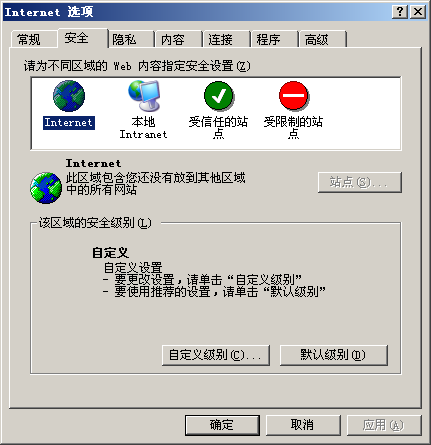 Internet 选项
常规 安全 隐私 内容 连接 程序 高级
请为不同区域的 Web 内容指定安全设置(Z)
Internet 本地 受信任的站 受限制的站
Intranet 点 点
Internet
此区域包含您还没有放到其他区域
中的所有网站
站点(S)...
该区域的安全级别(L)
自定义
自定义设置
- 要更改设置,请单击“自定义级别”
- 要使用推荐的设置,请单击“默认级别”
自定义级别(C)... 默认级别(D)
确定 取消 应用(A)